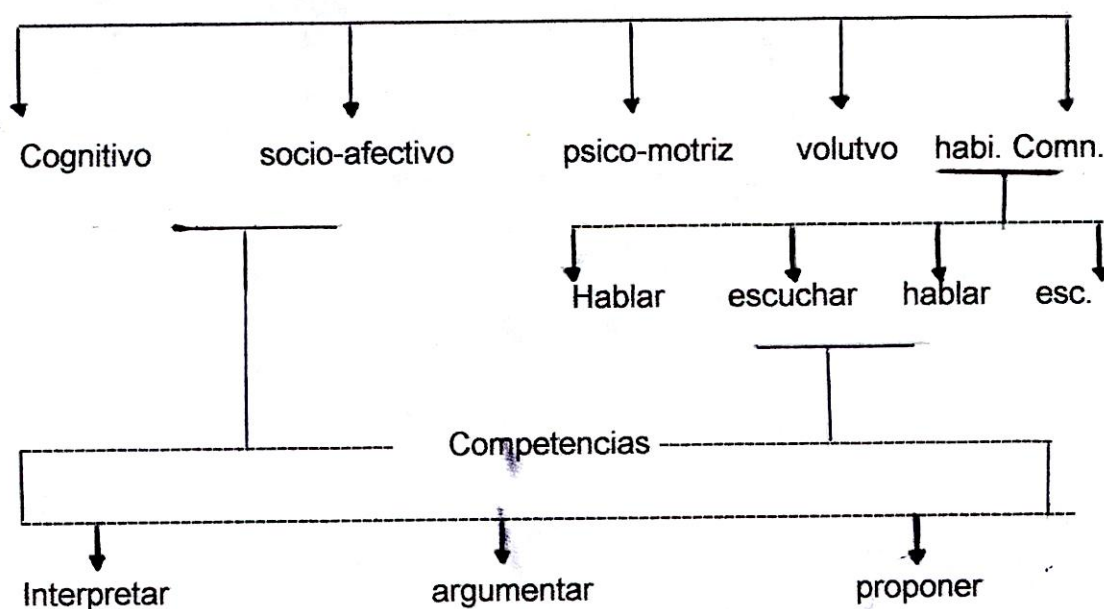 Cognitivo socio-afectivo psico-motriz volutvo habi. Comn.
Hablar escuchar hablar esc.
Competencias
Interpretar argumentar proponer